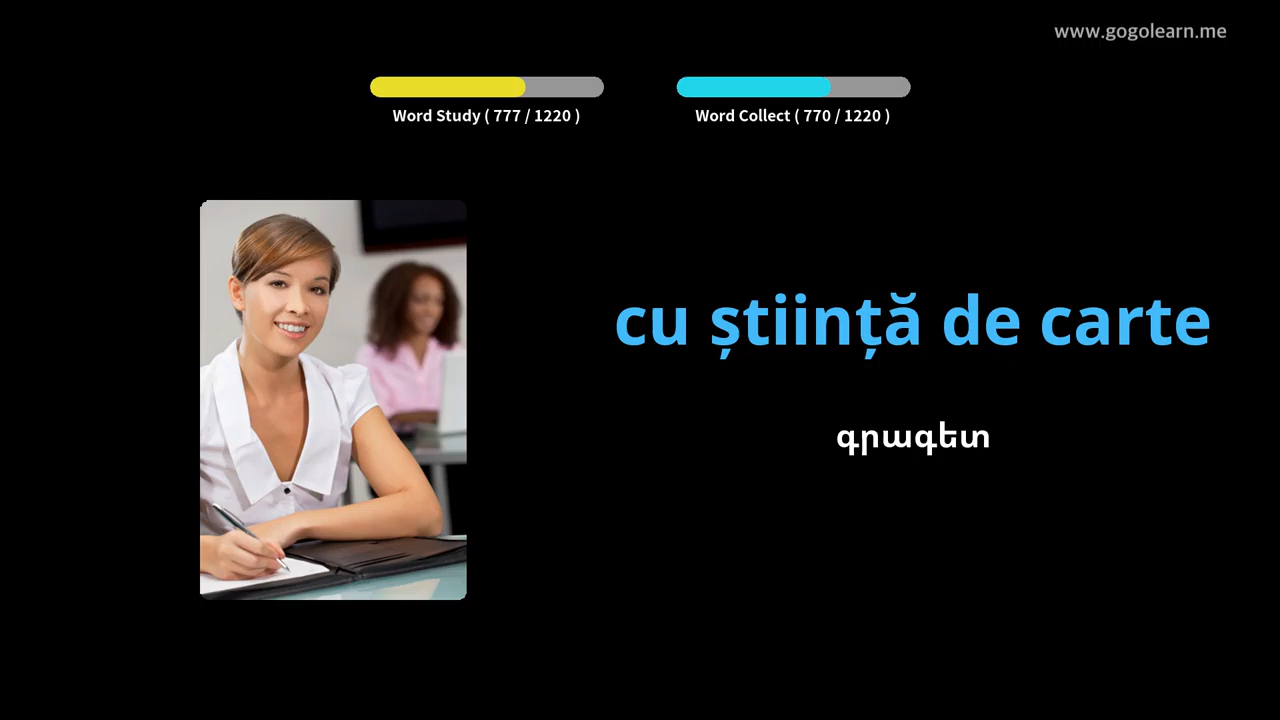 www.gogolearn.me
Word Study ( 777 / 1220 )
Word Collect ( 770 / 1220 )
cu știință de carte
գրագետ